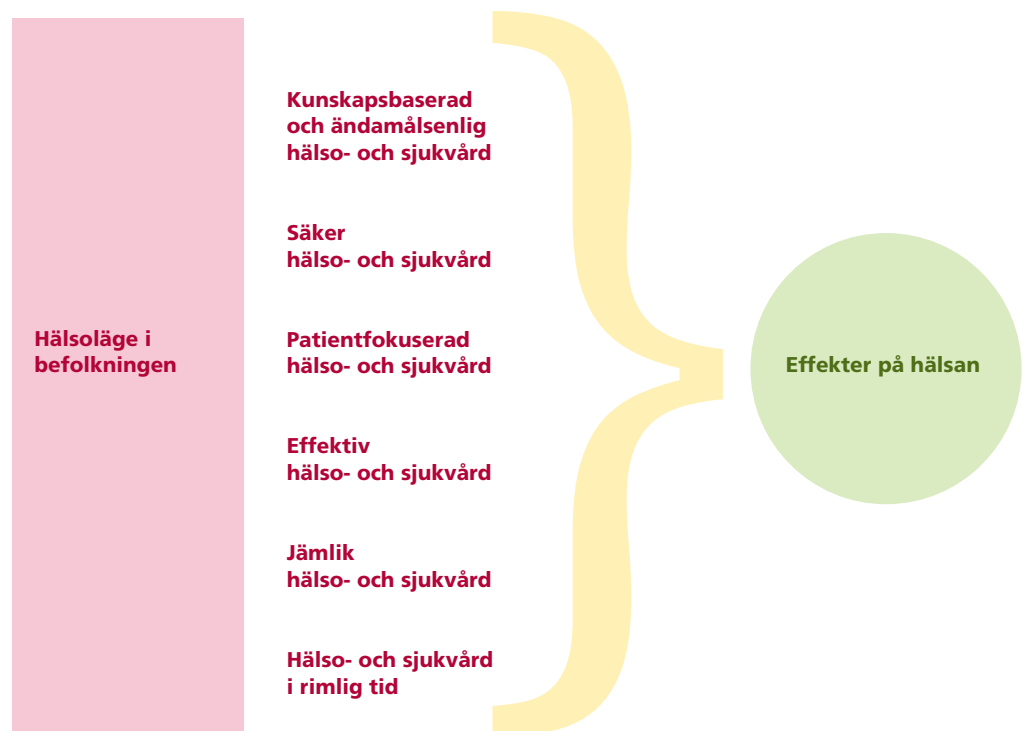 Hälsoläge i
befolkningen
Kunskapsbaserad
och ändamålsenlig
hälso- och sjukvård
Säker
hälso- och sjukvård
Patientfokuserad
hälso- och sjukvård
Effektiv
hälso- och sjukvård
Jämlik
hälso- och sjukvård
Hälso- och sjukvård
i rimlig tid
Effekter på hälsan